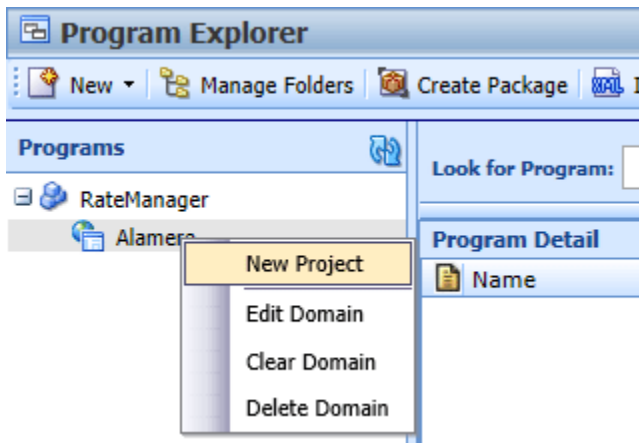 Program Explorer
New Manage Folders Create Package
Programs
Look for Program:
RateManager
Program Detail
Name
New Project
Edit Domain
Clear Domain
Delete Domain